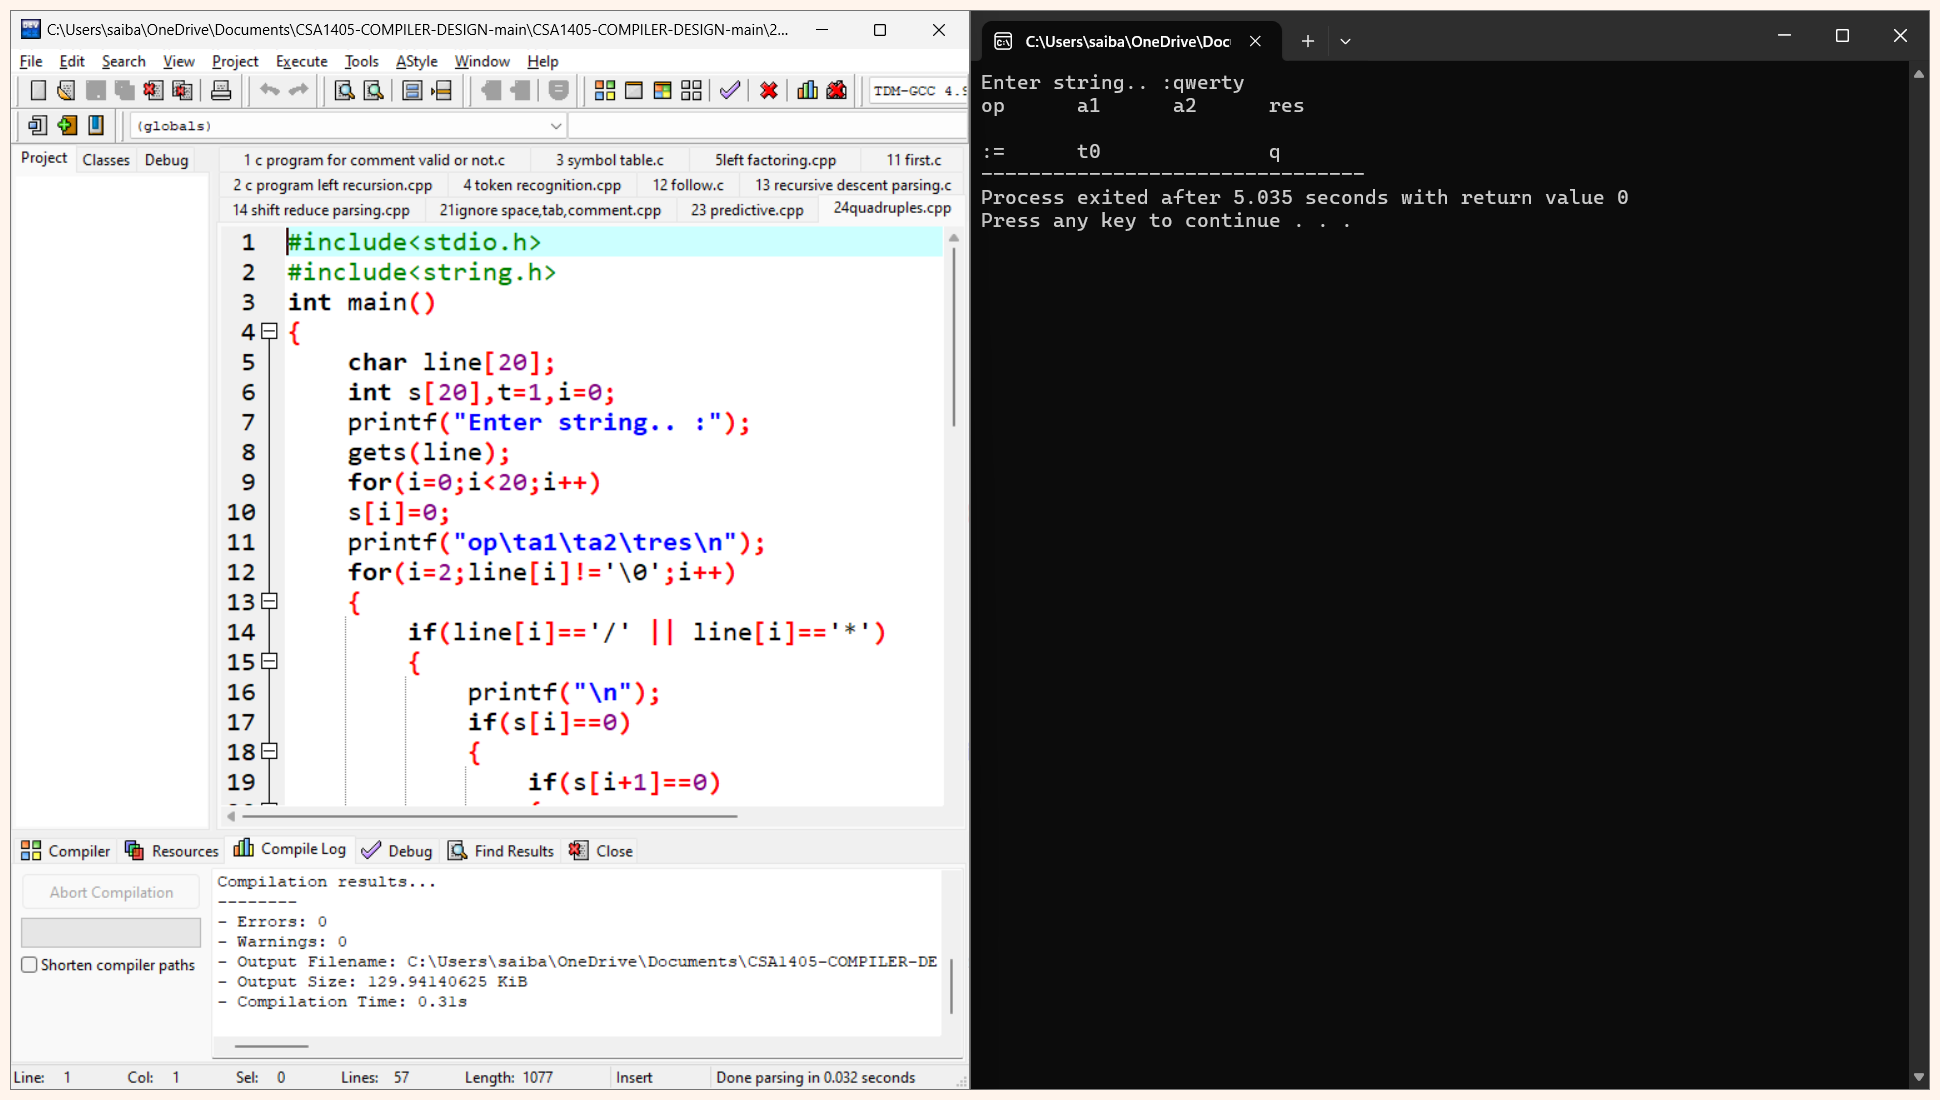 C:\Users\saiba\OneDrive\Documents\CSA1405-COMPILER-DESIGN-main\CSA1405-COMPILER-DESIGN-main\2...
File Edit Search View Project Execute Tools AStyle Window Help
TDM-GCC 4.9
(globals)
Project Classes Debug
1 c program for comment valid or not.c 3 symbol table.c 5left factoring.cpp 11 first.c
2 c program left recursion.cpp 4 token recognition.cpp 12 follow.c 13 recursive descent parsing.c
14 shift reduce parsing.cpp 21ignore space,tab,comment.cpp 23 predictive.cpp 24quadruples.cpp
1 #include<stdio.h>
2 #include<string.h>
3 int main()
4 {
5 char line[20];
6 int s[20],t=1,i=0;
7 printf("Enter string.. :");
8 gets(line);
9 for(i=0;i<20;i++)
10 s[i]=0;
11 printf("op\ta1\ta2\tres\n");
12 for(i=2;line[i]!='\0';i++)
13 {
14 if(line[i]=='/' || line[i]=='*')
15 {
16 printf("\n");
17 if(s[i]==0)
18 {
19 if(s[i+1]==0)
Compiler Resources Compile Log Debug Find Results Close
Abort Compilation
Shorten compiler paths
Compilation results...
--------
- Errors: 0
- Warnings: 0
- Output Filename: C:\Users\saiba\OneDrive\Documents\CSA1405-COMPILER-DE
- Output Size: 129.94140625 KiB
- Compilation Time: 0.31s
Line: 1 Col: 1 Sel: 0 Lines: 57 Length: 1077 Insert Done parsing in 0.032 seconds
C:\Users\saiba\OneDrive\Doc
Enter string.. :qwerty
op a1 a2 res
:= t0 q
--------------------------------
Process exited after 5.035 seconds with return value 0
Press any key to continue . . .